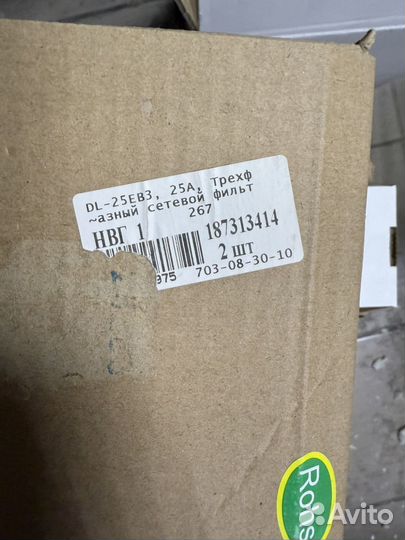 DL-25EB3, 25A, Трехф
~азный сетевой фильт
267
НВГ 1 187313414
2 шт
975 703-08-30-10
Rohs
Avito